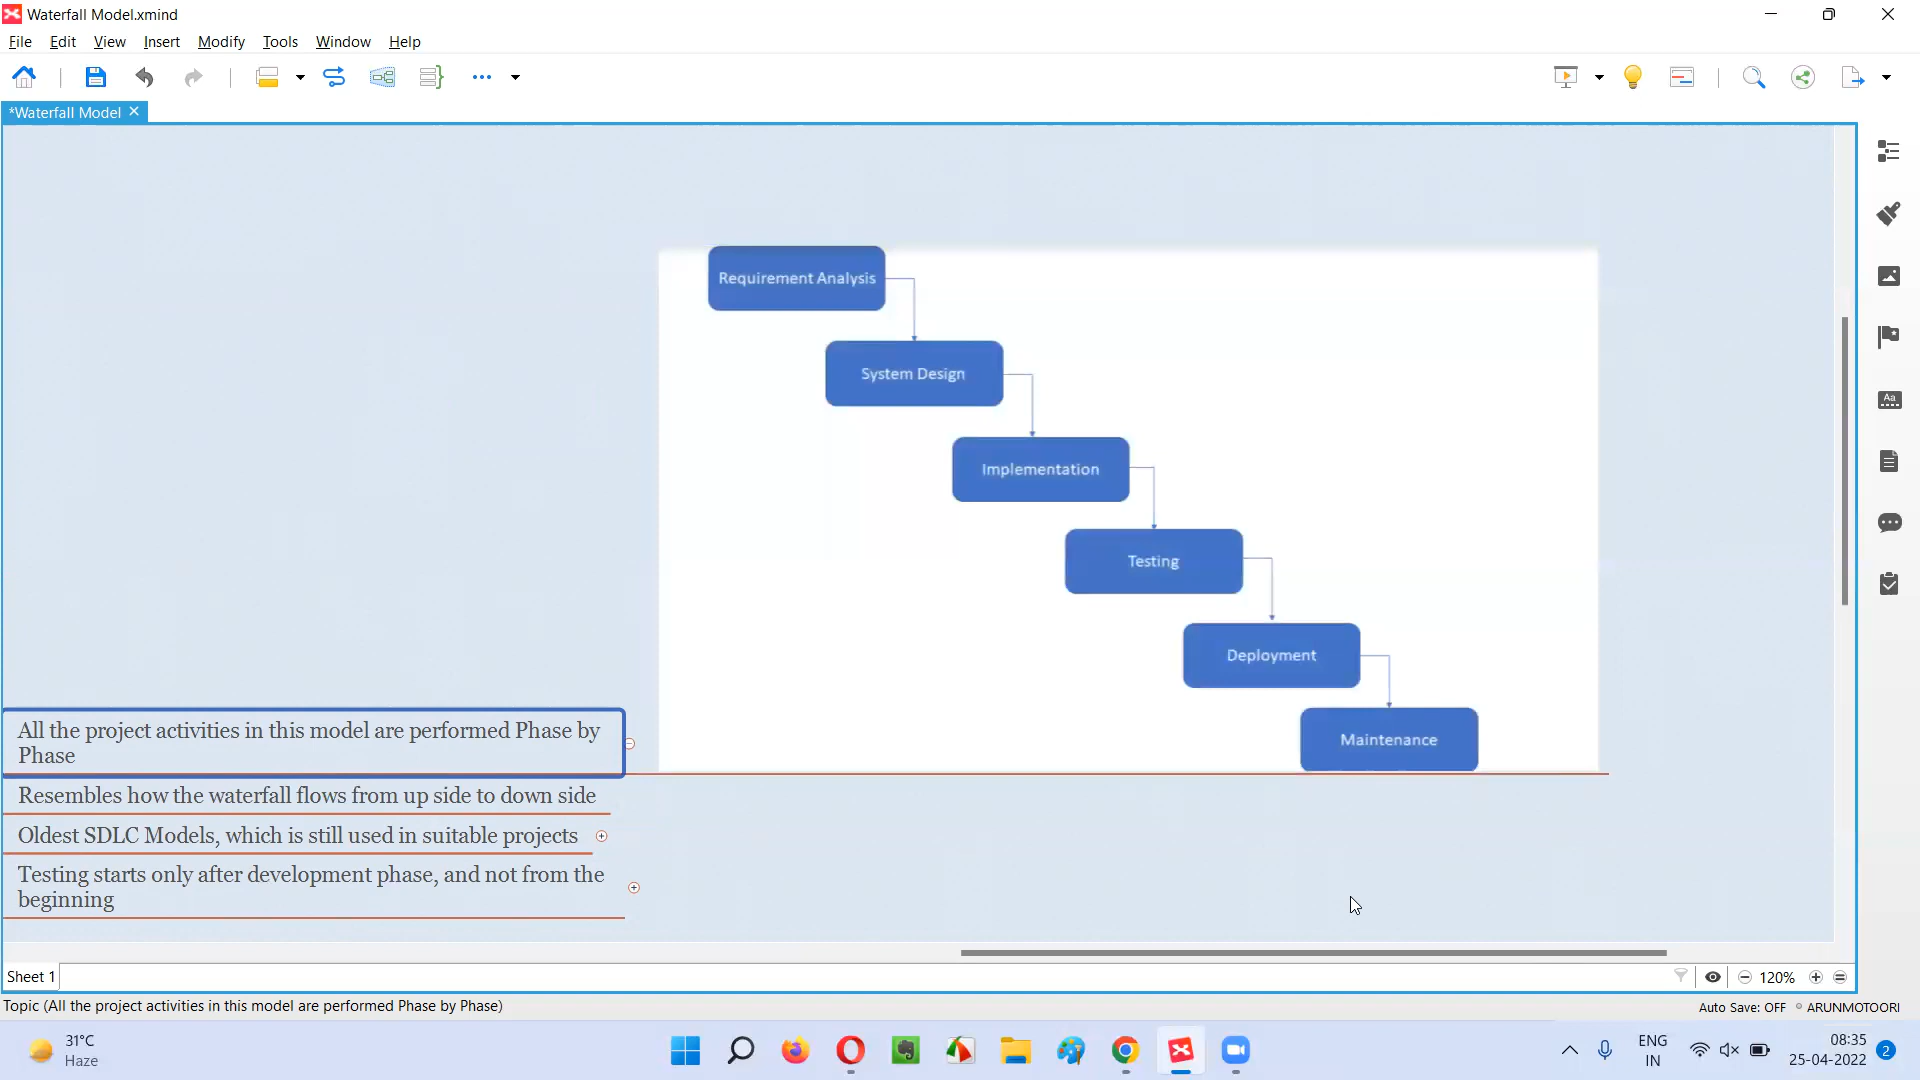 Waterfall Model.xmind
File Edit View Insert Modify Tools Window Help
*Waterfall Model
Requirement Analysis
System Design
Implementation
Testing
Deployment
Maintenance
All the project activities in this model are performed Phase by
Phase
Resembles how the waterfall flows from up side to down side
Oldest SDLC Models, which is still used in suitable projects
Testing starts only after development phase, and not from the
beginning
Aa
Sheet 1
120%
Topic (All the project activities in this model are performed Phase by Phase)
Auto Save: OFF
ARUNMOTOORI
31°C
Haze
ENG
IN
08:35
25-04-2022
2